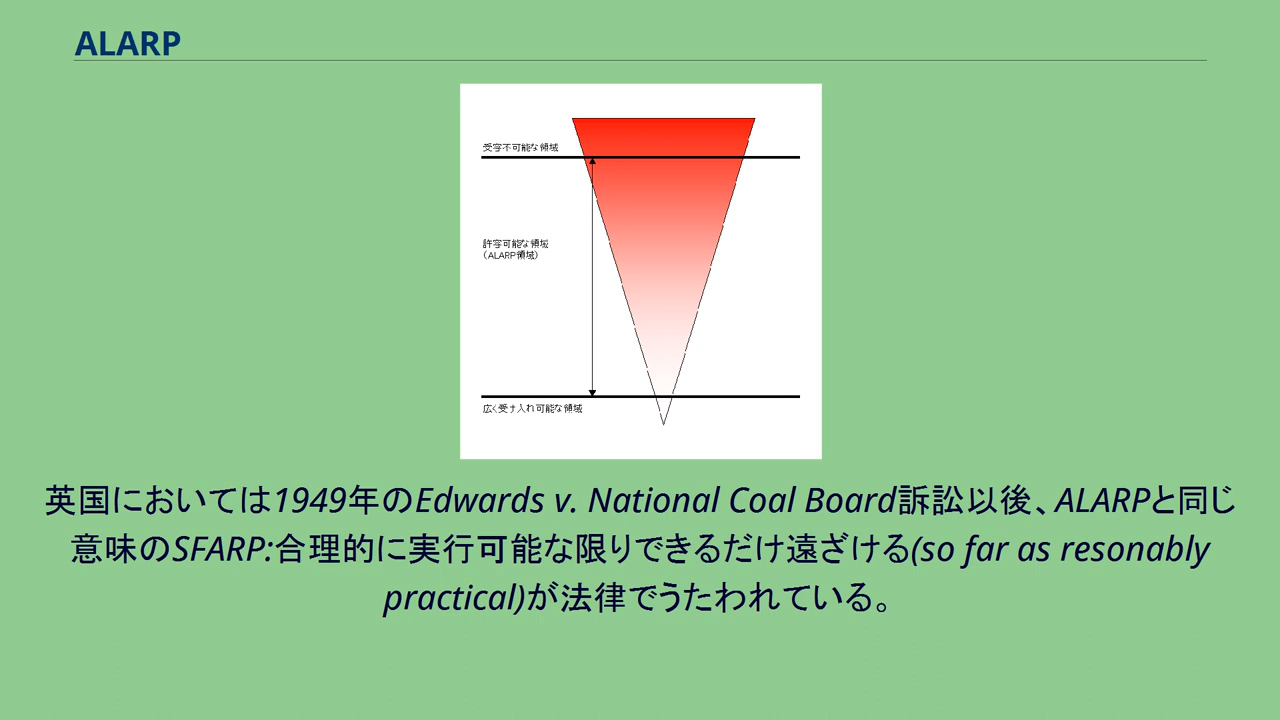 ALARP
受容不可能な領域
許容可能な領域
（ALARP領域）
広く受け入れ可能な領域
英国においては1949年のEdwards v. National Coal Board訴訟以後、ALARPと同じ
意味のSFARP:合理的に実行可能な限りできるだけ遠ざける(so far as resonably
practical)が法律でうたわれている。